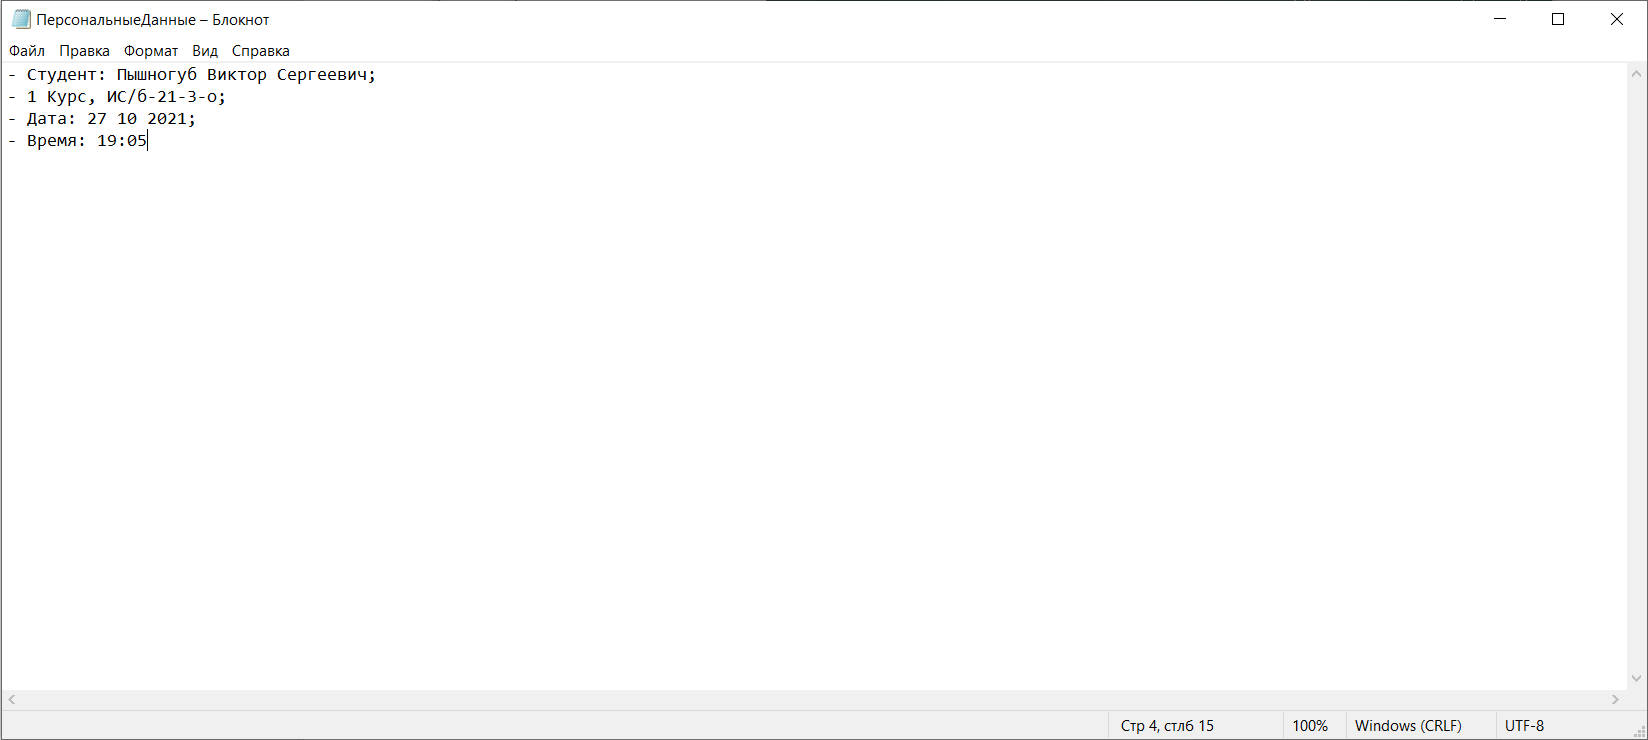 ПерсональныеДанные – Блокнот
Файл Правка Формат Вид Справка
- Студент: Пышногуб Виктор Сергеевич;
- 1 Курс, ИС/б-21-3-о;
- Дата: 27 10 2021;
- Время: 19:05
Стр 4, стлб 15 100% Windows (CRLF) UTF-8